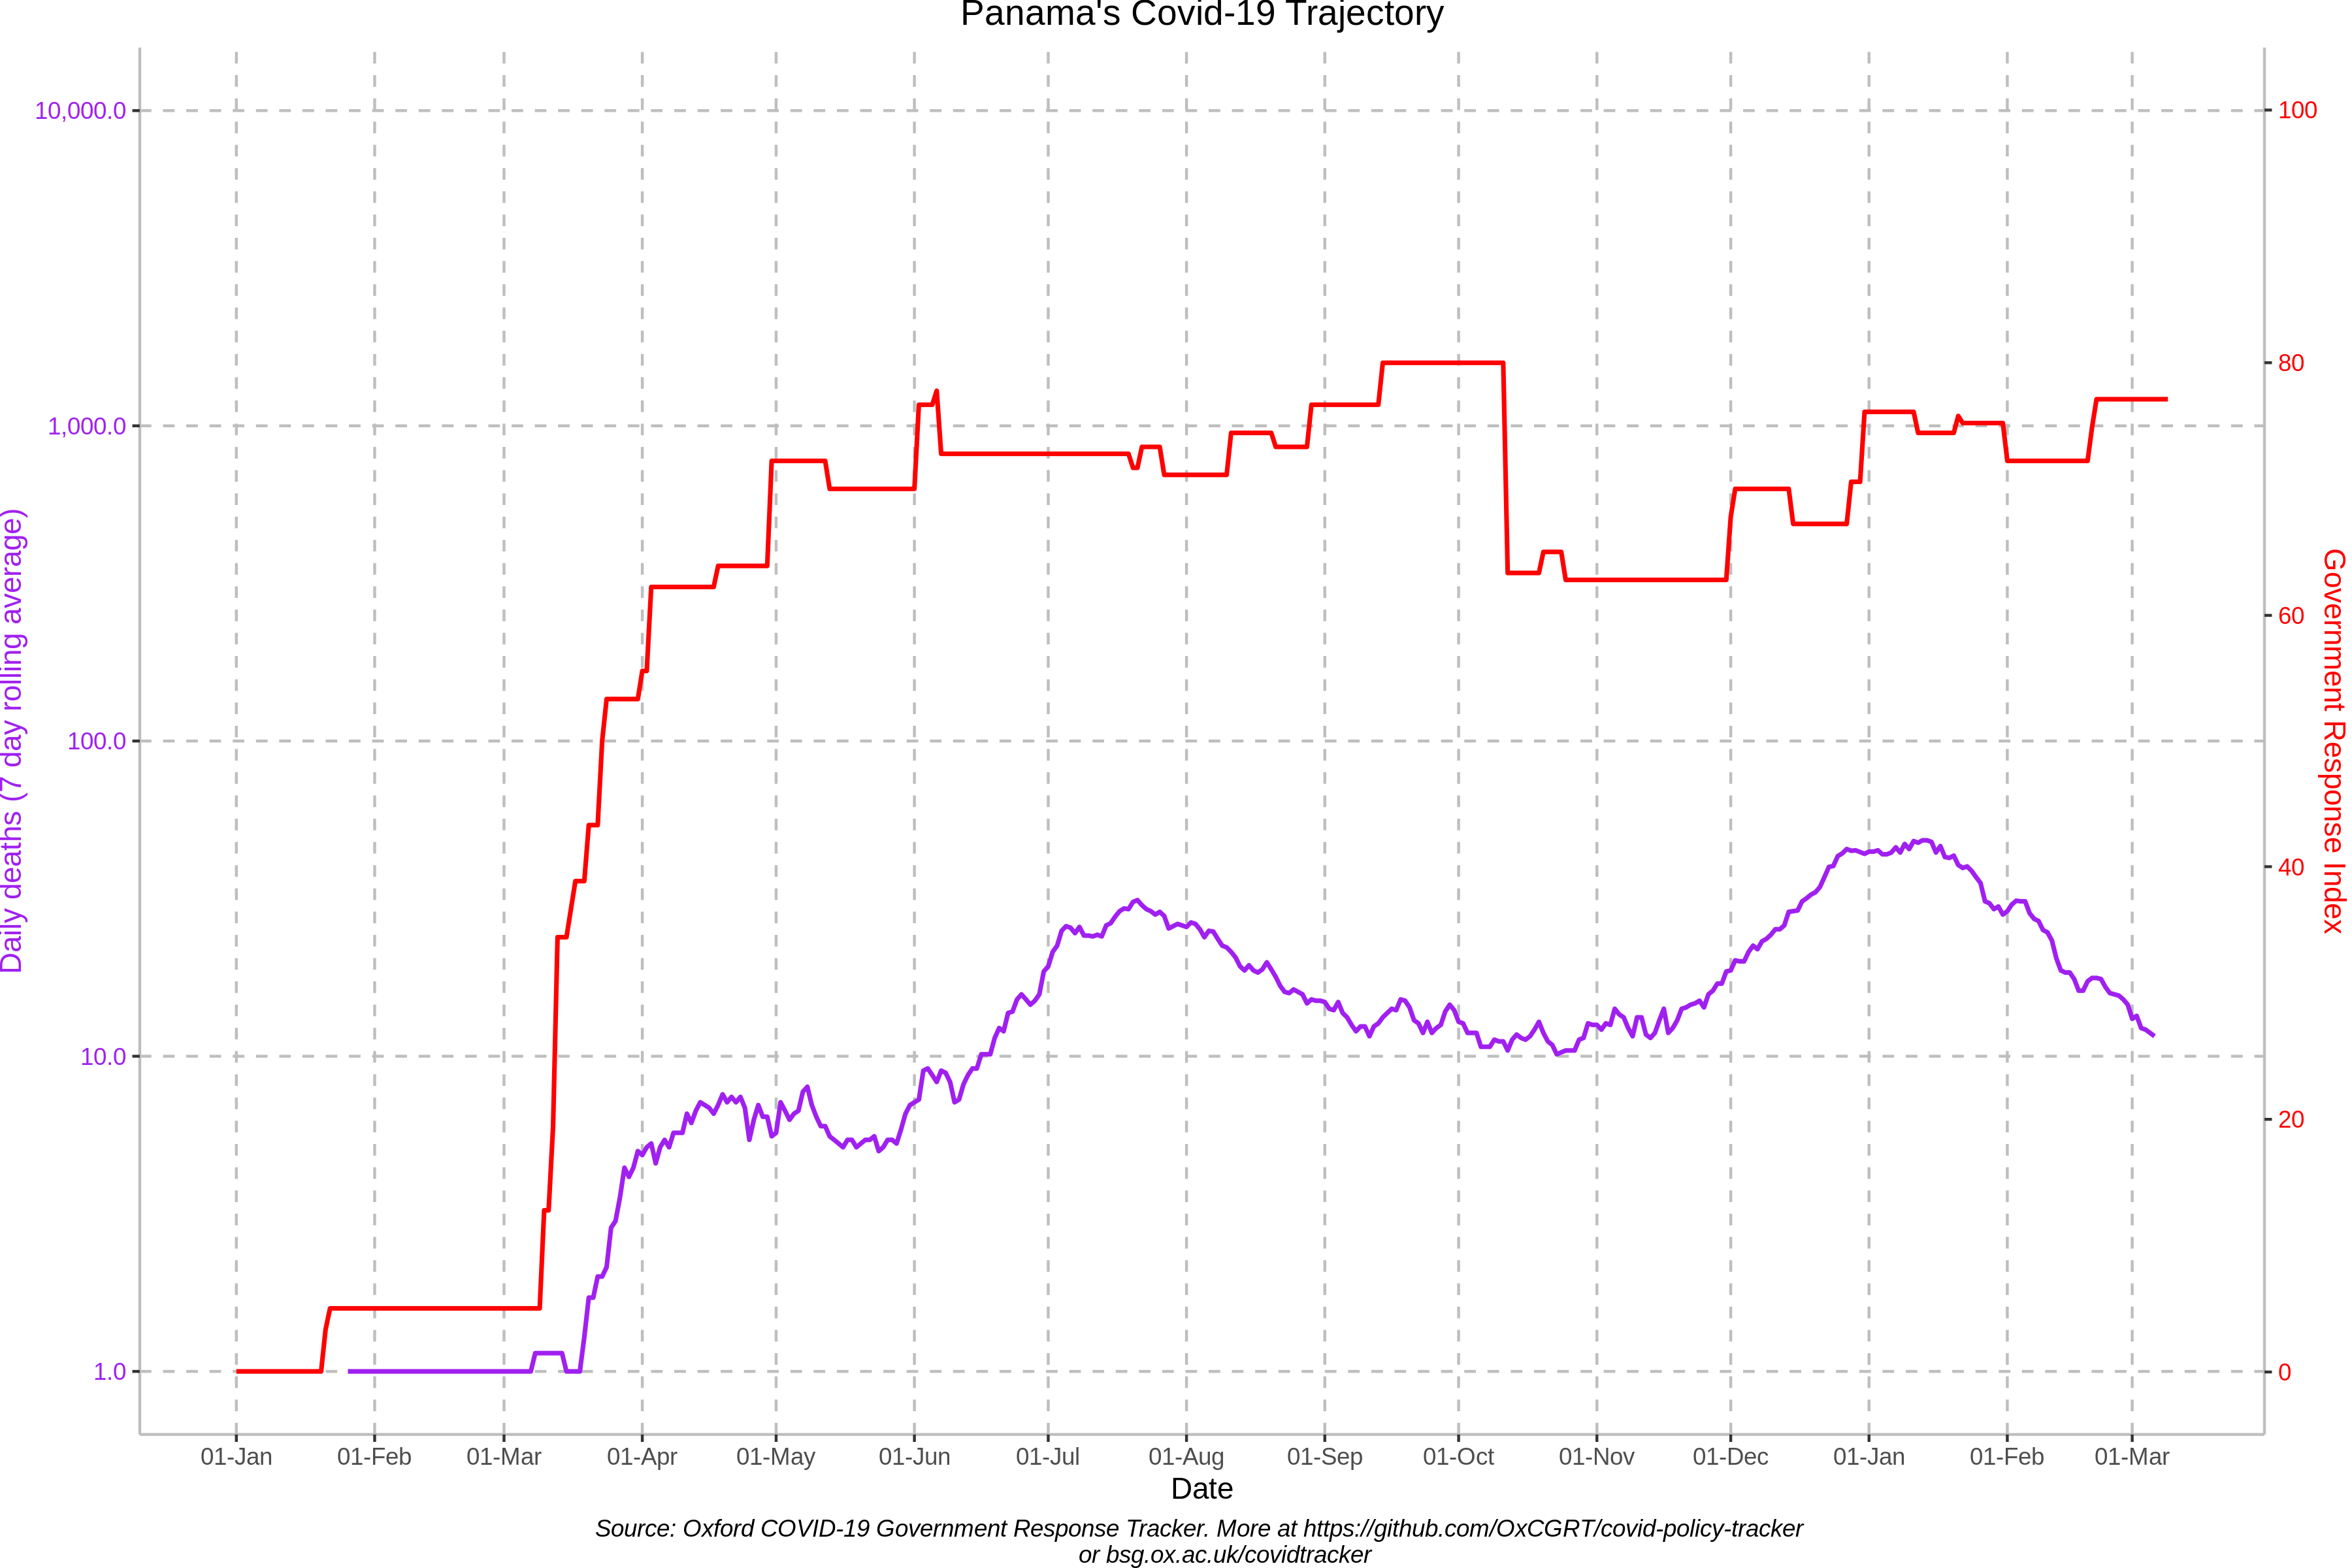 Panama's Covid-19 Trajectory
10,000.0
1,000.0
100.0
10.0
1.0
Daily deaths (7 day rolling average)
100
80
60
40
20
0
Government Response Index
01-Jan 01-Feb 01-Mar 01-Apr 01-May 01-Jun 01-Jul 01-Aug 01-Sep 01-Oct 01-Nov 01-Dec 01-Jan 01-Feb 01-Mar
Date
Source: Oxford COVID-19 Government Response Tracker. More at https://github.com/OxCGRT/covid-policy-tracker
or bsg.ox.ac.uk/covidtracker